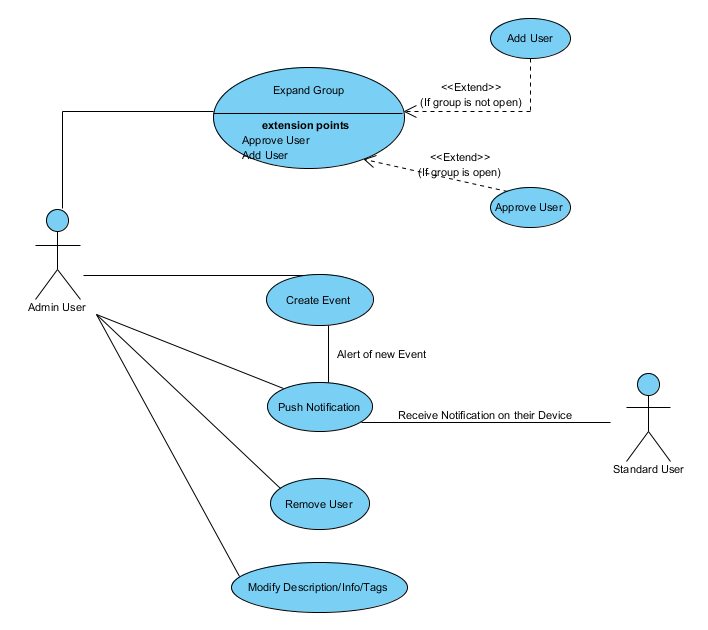 Add User
<<Extend>>
(If group is not open)
Expand Group
extension points
Approve User
Add User
<<Extend>>
(If group is open)
Approve User
Admin User
Create Event
Alert of new Event
Push Notification
Receive Notification on their Device
Standard User
Remove User
Modify Description/Info/Tags